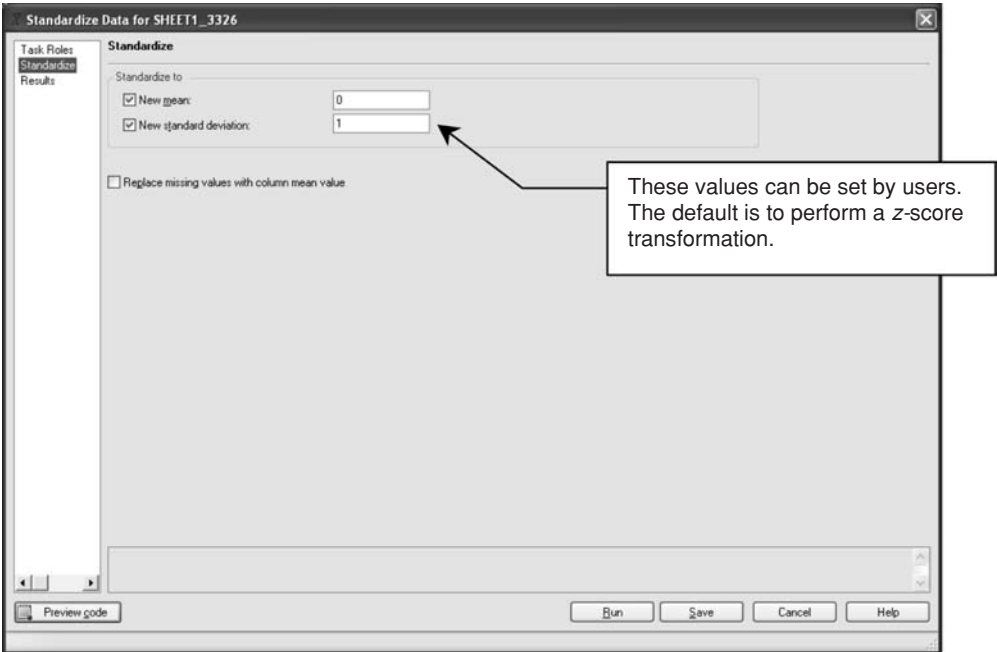 Standardize Data for SHEET1_3326
Task Roles
Standardize
Results
Standardize
Standardize to
New mean:
0
New standard deviation:
1
Replace missing values with column mean value
These values can be set by users.
The default is to perform a z-score
transformation.
Preview code
Run
Save
Cancel
Help